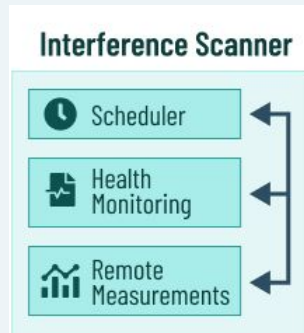 Interference Scanner
Scheduler
Health
Monitoring
Remote
Measurements